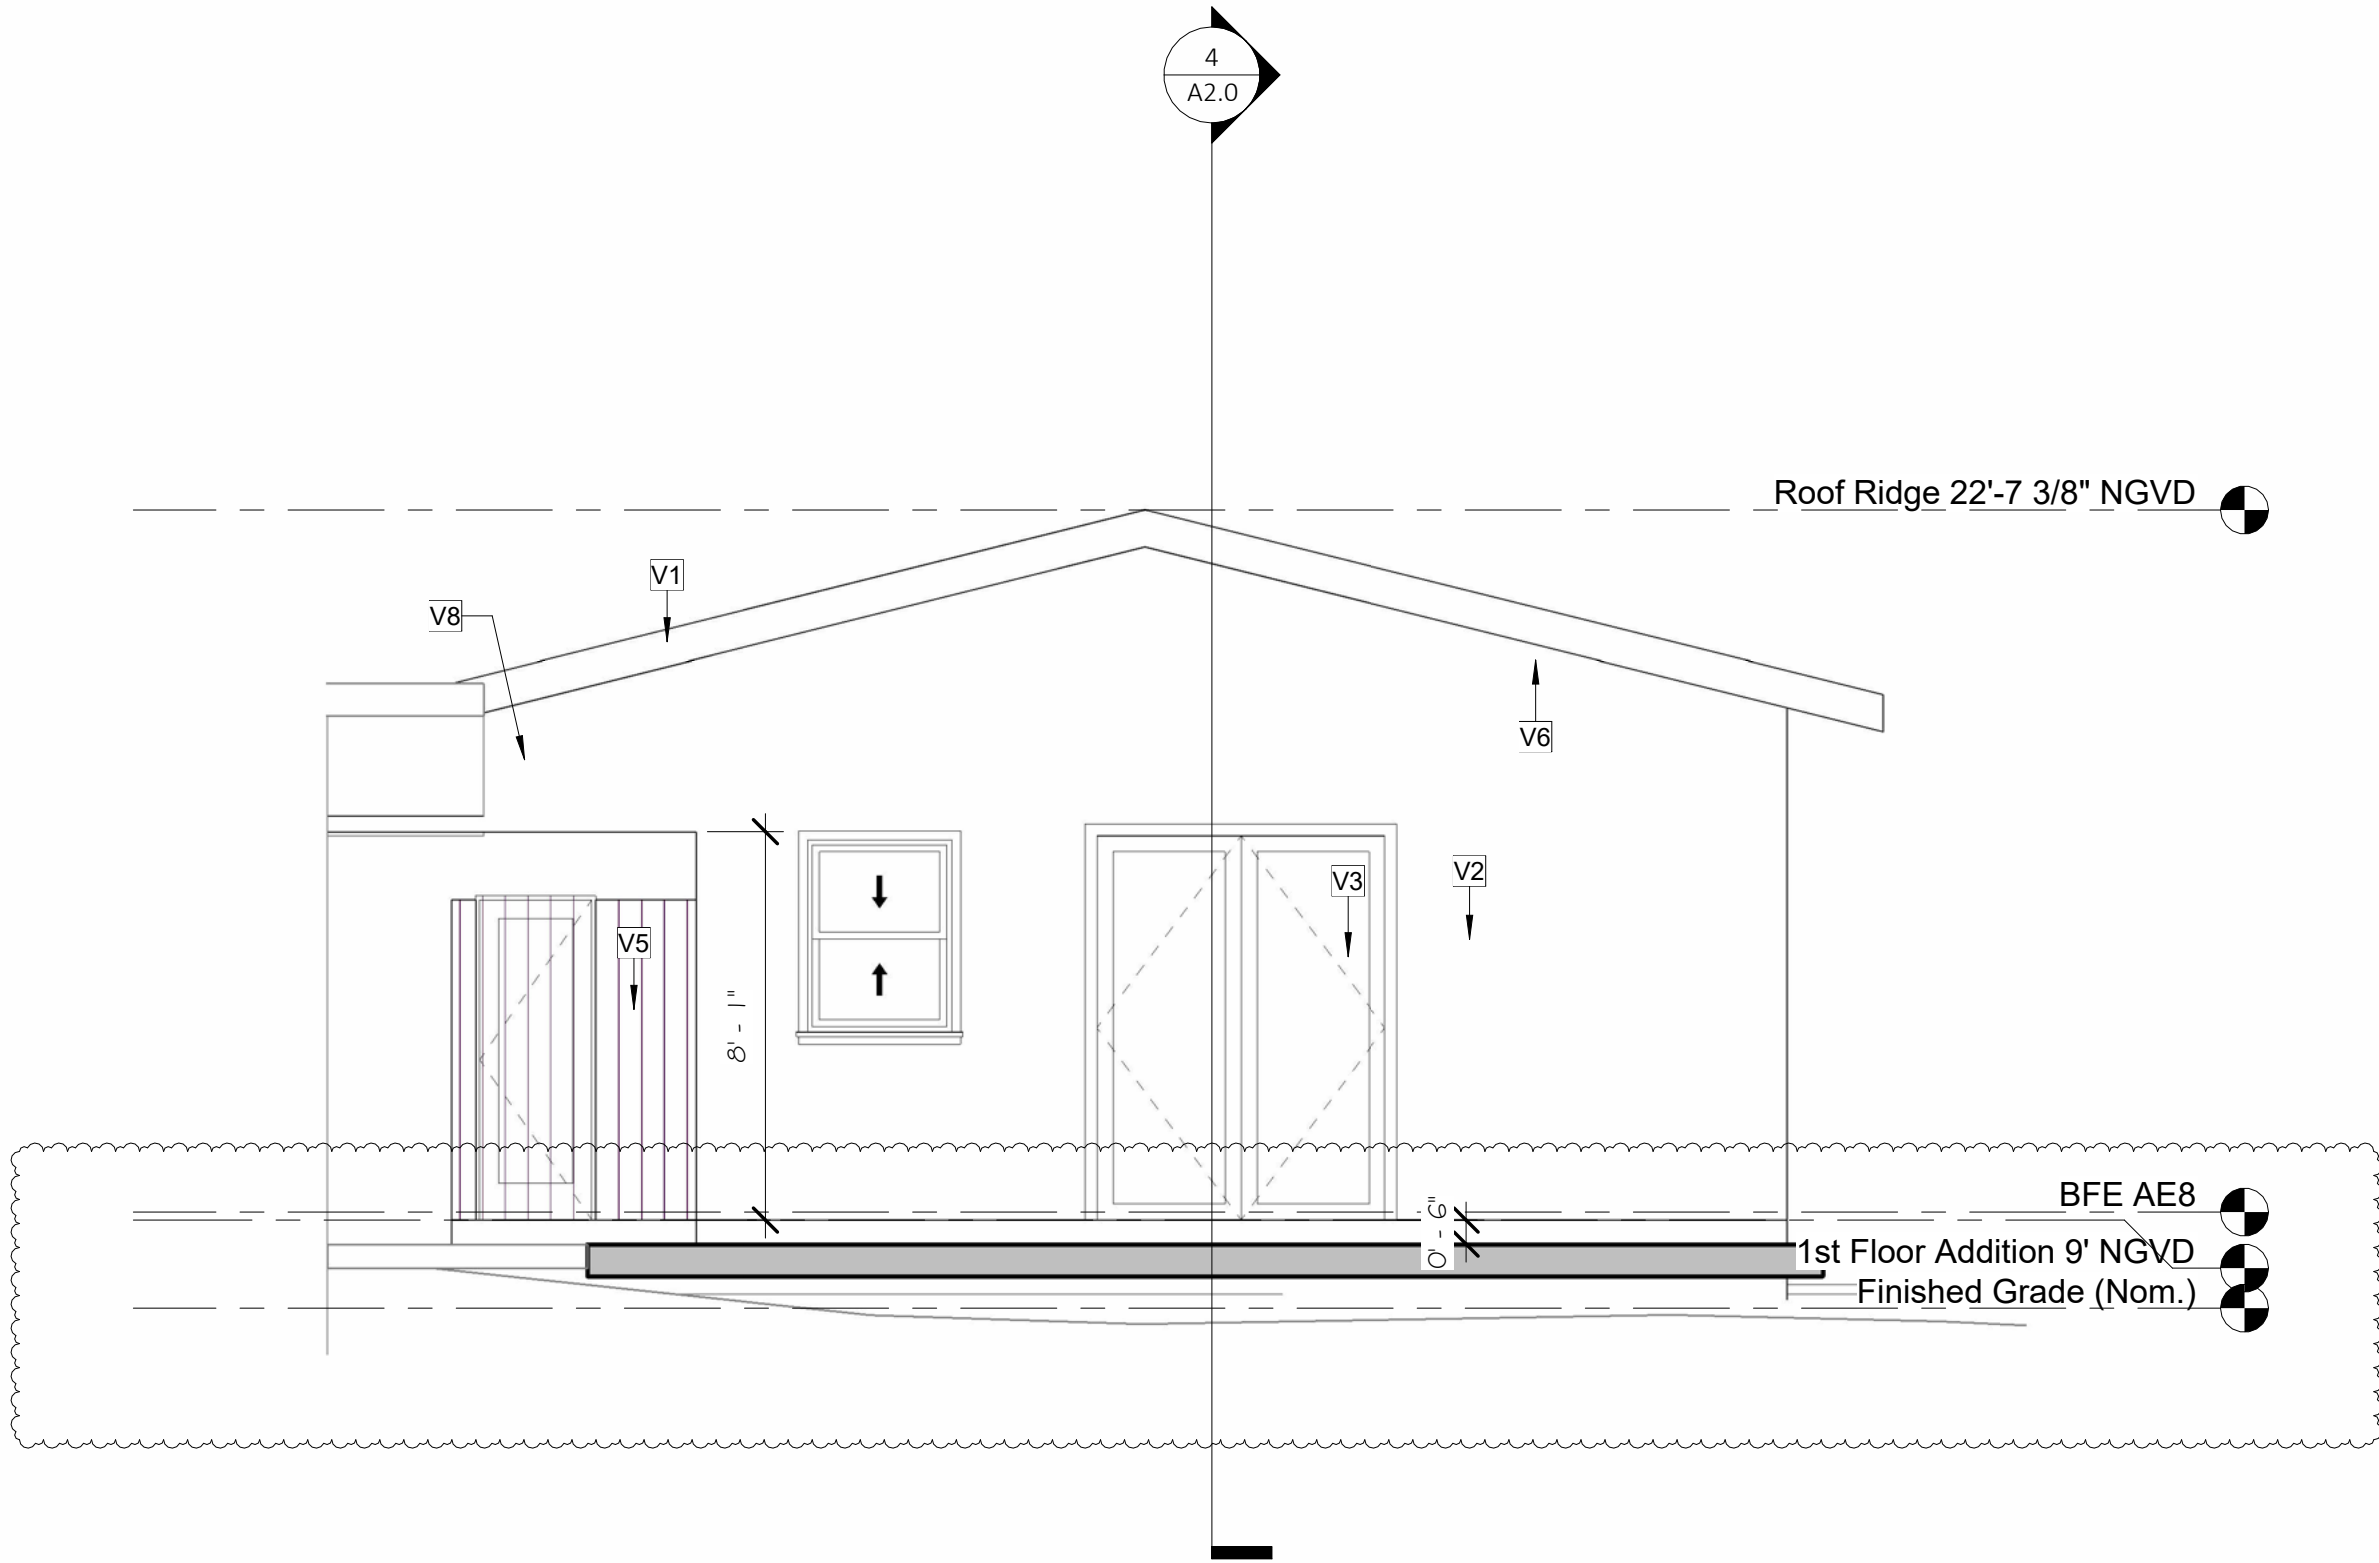 4
A2.0
Roof Ridge 22'-7 3/8" NGVD
V1
V8
V6
V2
V3
V5
8' - 1"
BFE AE8
0' - 6"
1st Floor Addition 9' NGVD
Finished Grade (Nom.)